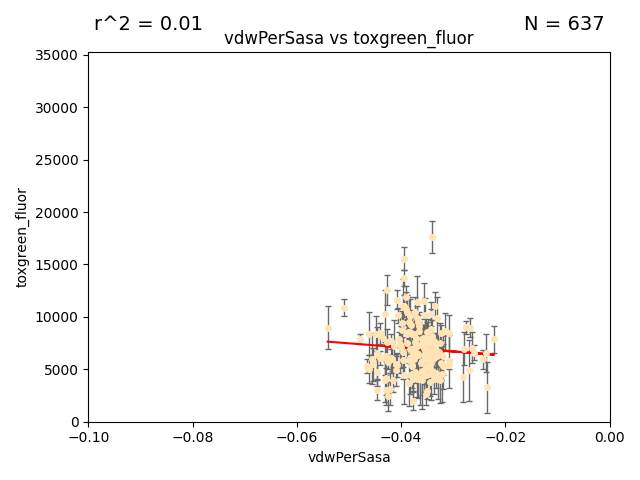 r^2 = 0.01
N = 637
vdwPerSasa vs toxgreen_fluor
35000
30000
25000
20000
15000
10000
5000
0
toxgreen_fluor
−0.10
−0.08
−0.06
−0.04
−0.02
0.00
vdwPerSasa